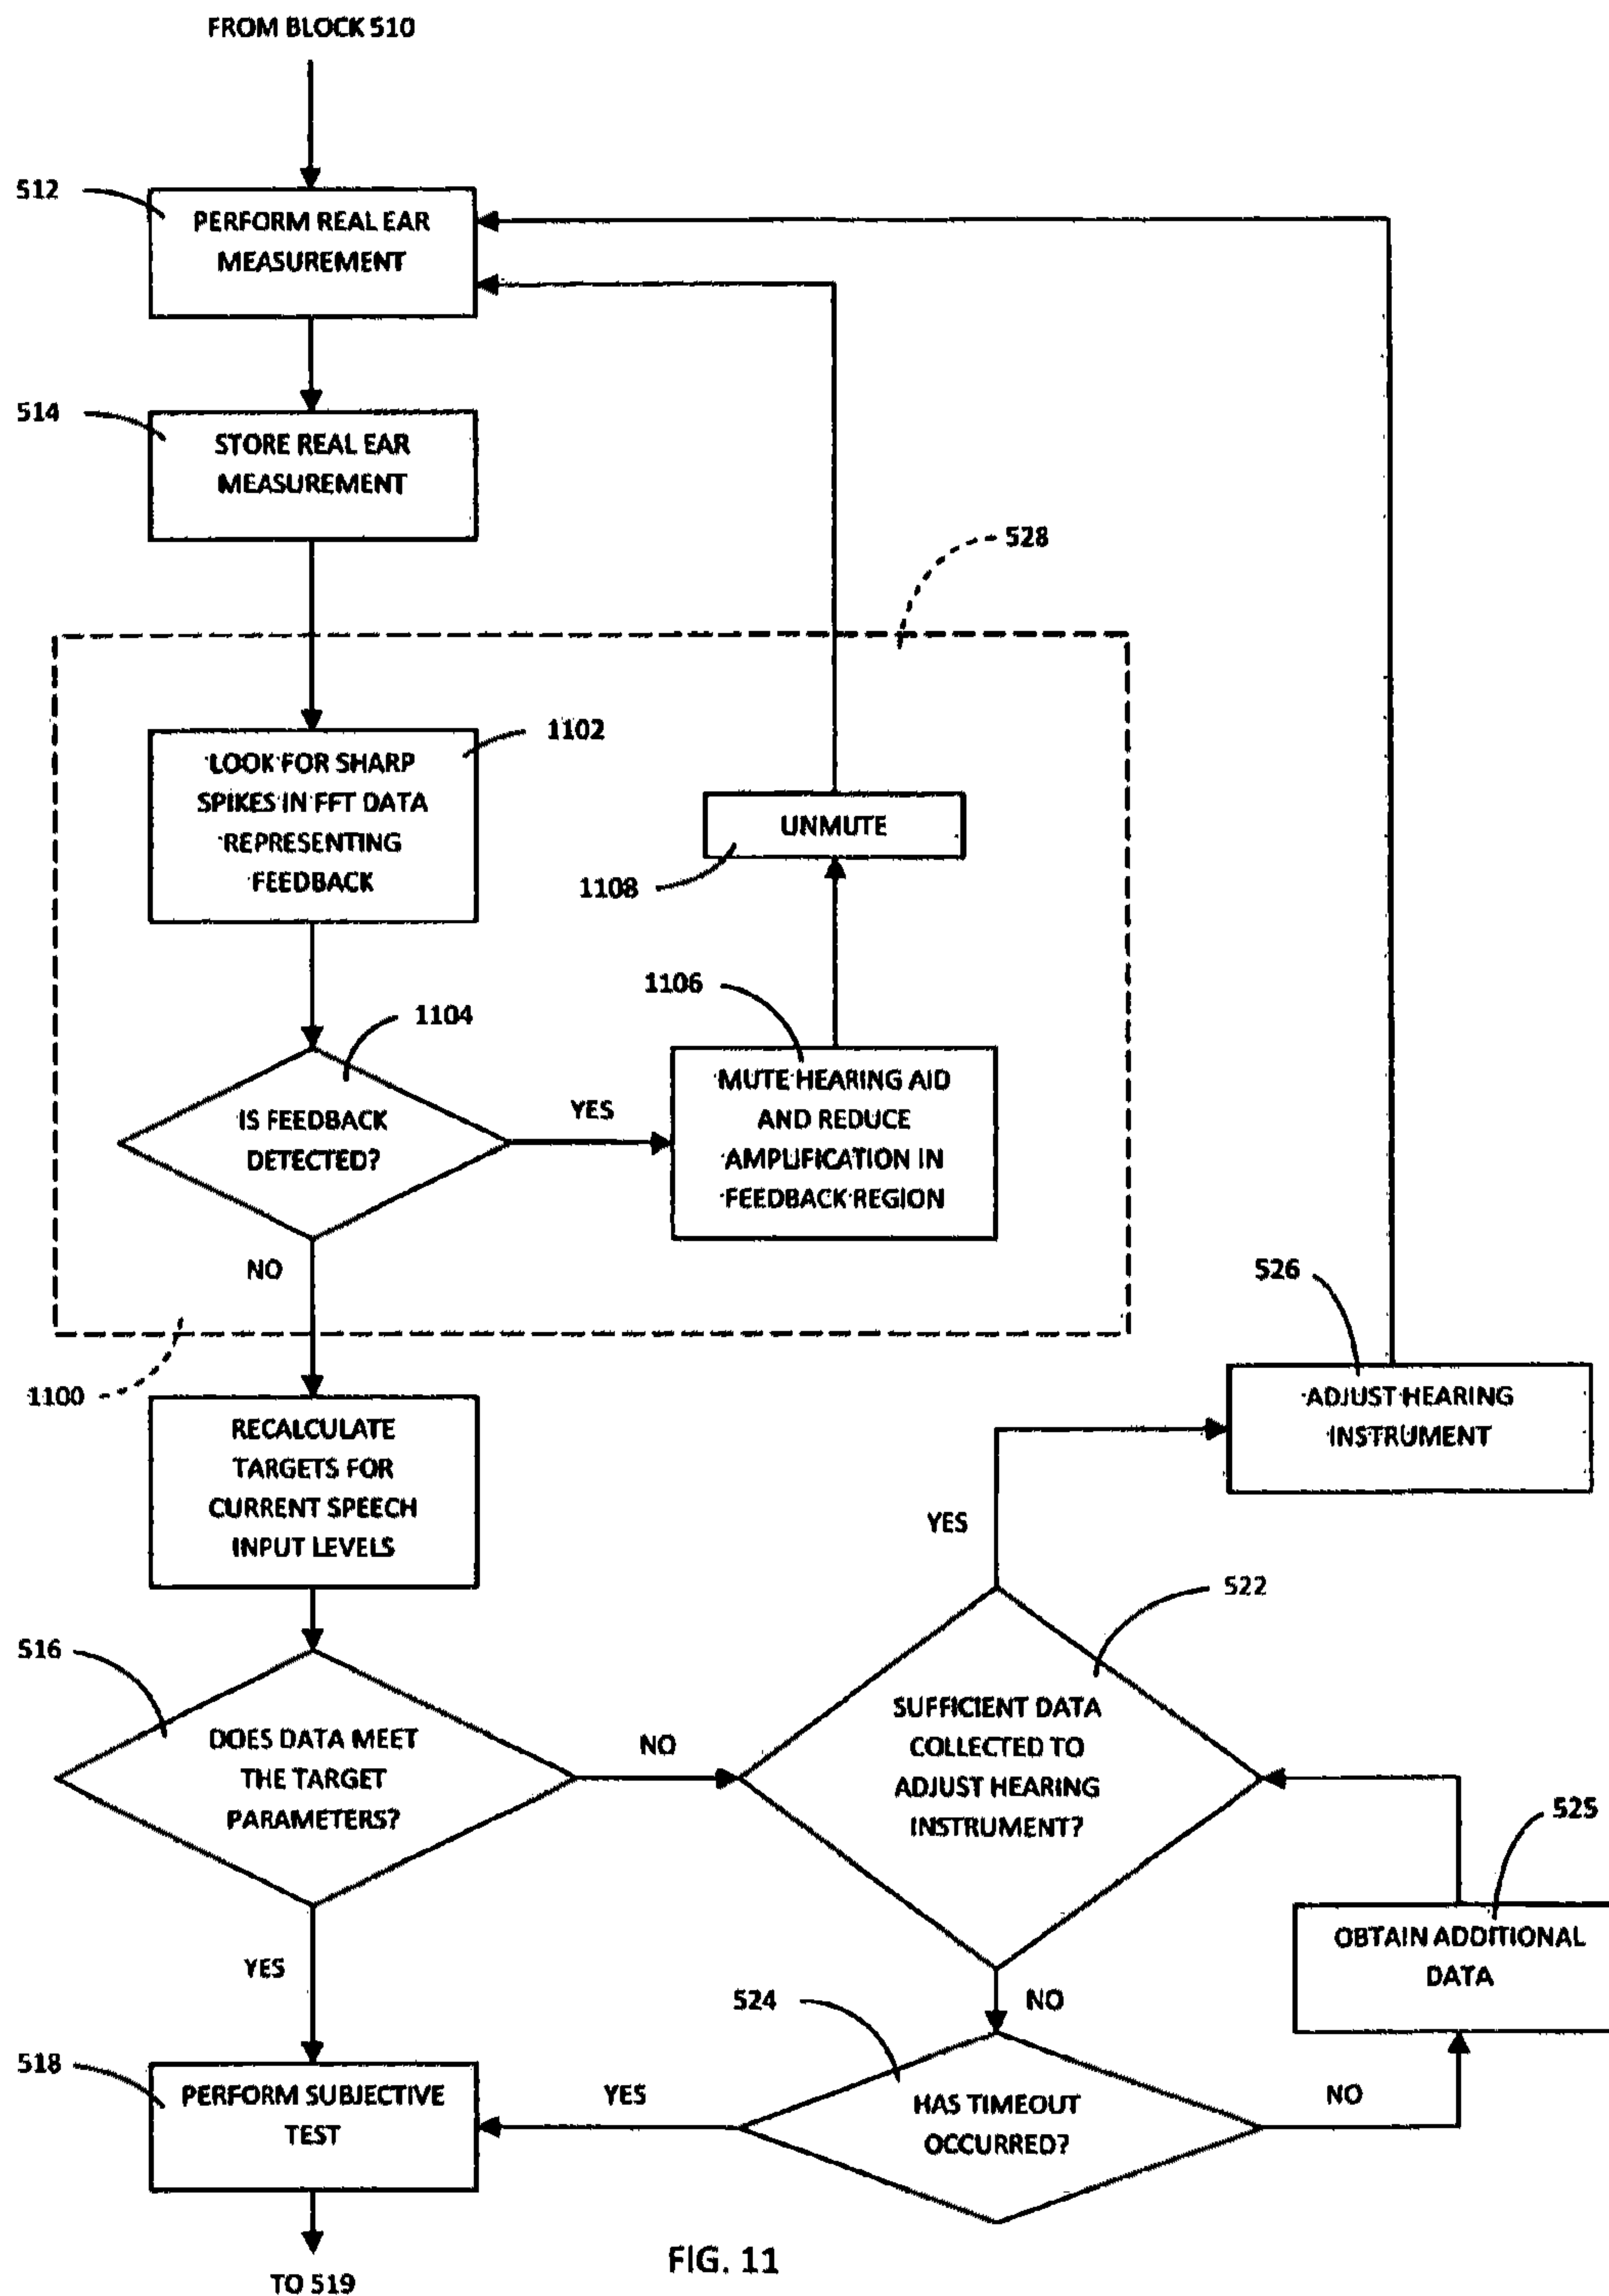 FROM BLOCK 510
512
PERFORM REAL EAR
MEASUREMENT
514
STORE REAL EAR
MEASUREMENT
528
1102
LOOK FOR SHARP
SPIKES IN FFT DATA
REPRESENTING
FEEDBACK
UNMUTE
1108
1106
1104
MUTE HEARING AID
AND REDUCE
AMPLIFICATION IN
FEEDBACK REGION
YES
IS FEEDBACK
DETECTED?
NO
526
1100
ADJUST HEARING
INSTRUMENT
RECALCULATE
TARGETS FOR
CURRENT SPEECH
INPUT LEVELS
YES
522
516
DOES DATA MEET
THE TARGET
PARAMETERS?
NO
SUFFICIENT DATA
COLLECTED TO
ADJUST HEARING
INSTRUMENT?
525
OBTAIN ADDITIONAL
DATA
YES
NO
524
518
PERFORM SUBJECTIVE
TEST
YES
HAS TIMEOUT
OCCURRED?
NO
TO 519
FIG. 11